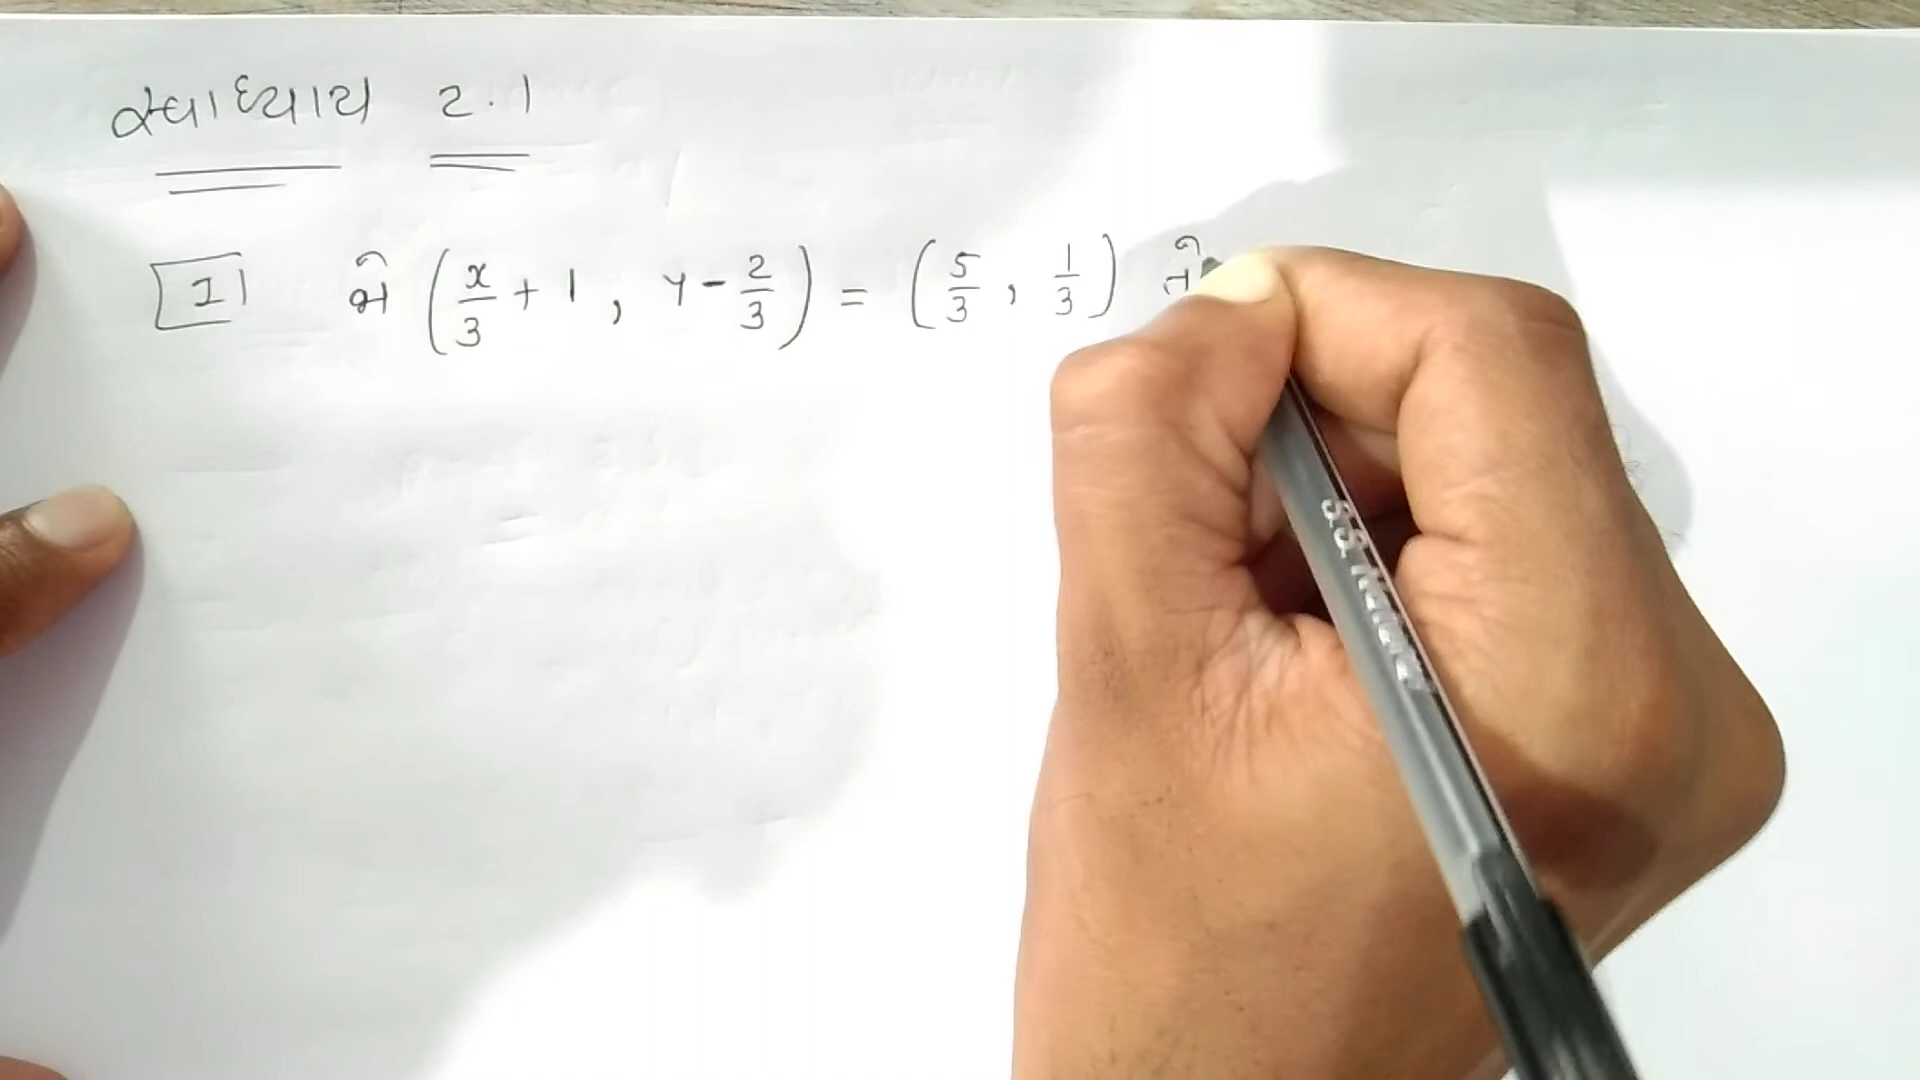 સ્વાધ્યાય 2.1
1 જો (x/3 + 1, y - 2/3) = (5/3, 1/3) તો